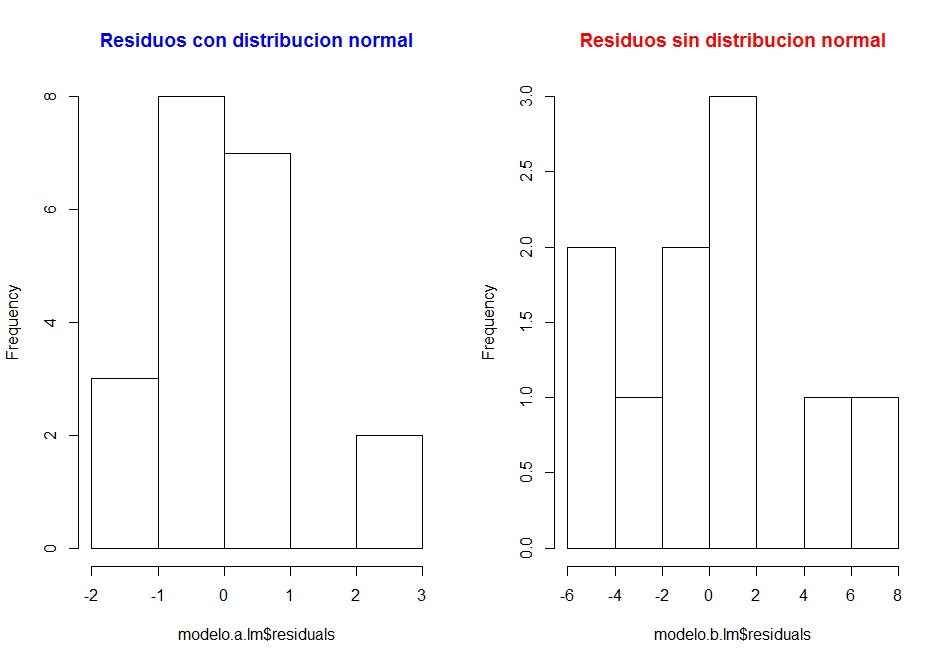 Residuos con distribucion normal
Frequency
8
6
4
2
0
-2 -1 0 1 2 3
modelo.a.lm$residuals
Residuos sin distribucion normal
Frequency
3.0
2.5
2.0
1.5
1.0
0.5
0.0
-6 -4 -2 0 2 4 6 8
modelo.b.lm$residuals